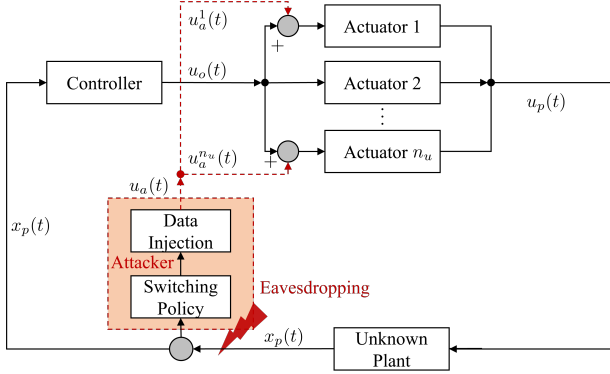 u_a^1(t)
Actuator 1
+
Controller
u_o(t)
Actuator 2
u_p(t)
⋮
+
Actuator n_u
u_a^{n_u}(t)
u_a(t)
x_p(t)
Data
Injection
Attacker
Switching
Policy
Eavesdropping
x_p(t)
Unknown
Plant